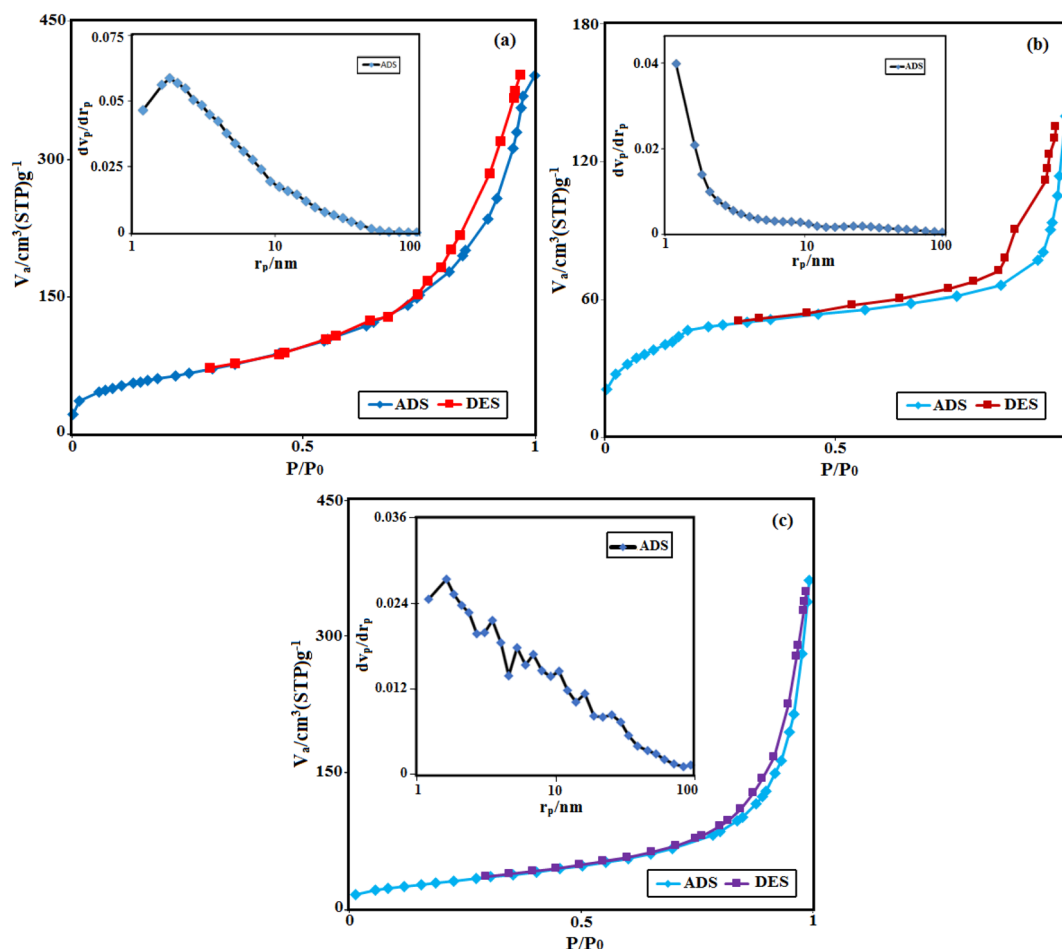 (a)
450
300
150
0
0
0.5
1
Vₐ/cm³(STP)g⁻¹
P/P₀
ADS
DES
0.075
0.05
0.025
0
1
10
100
dvₚ/drₚ
rₚ/nm
ADS
(b)
180
120
60
0
0
0.5
Vₐ/cm³(STP)g⁻¹
P/P₀
ADS
DES
0.04
0.02
0
1
10
100
dvₚ/drₚ
rₚ/nm
ADS
(c)
450
300
150
0
0
0.5
1
Vₐ/cm³(STP)g⁻¹
P/P₀
ADS
DES
0.036
0.024
0.012
0
1
10
100
dvₚ/drₚ
rₚ/nm
ADS